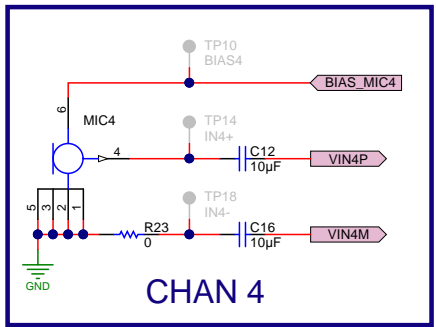 TP10
BIAS4
BIAS_MIC4
6
MIC4
TP14
IN4+
4
C12
10µF
VIN4P
TP18
IN4-
5
3
2
1
R23
0
C16
10µF
VIN4M
GND
CHAN 4